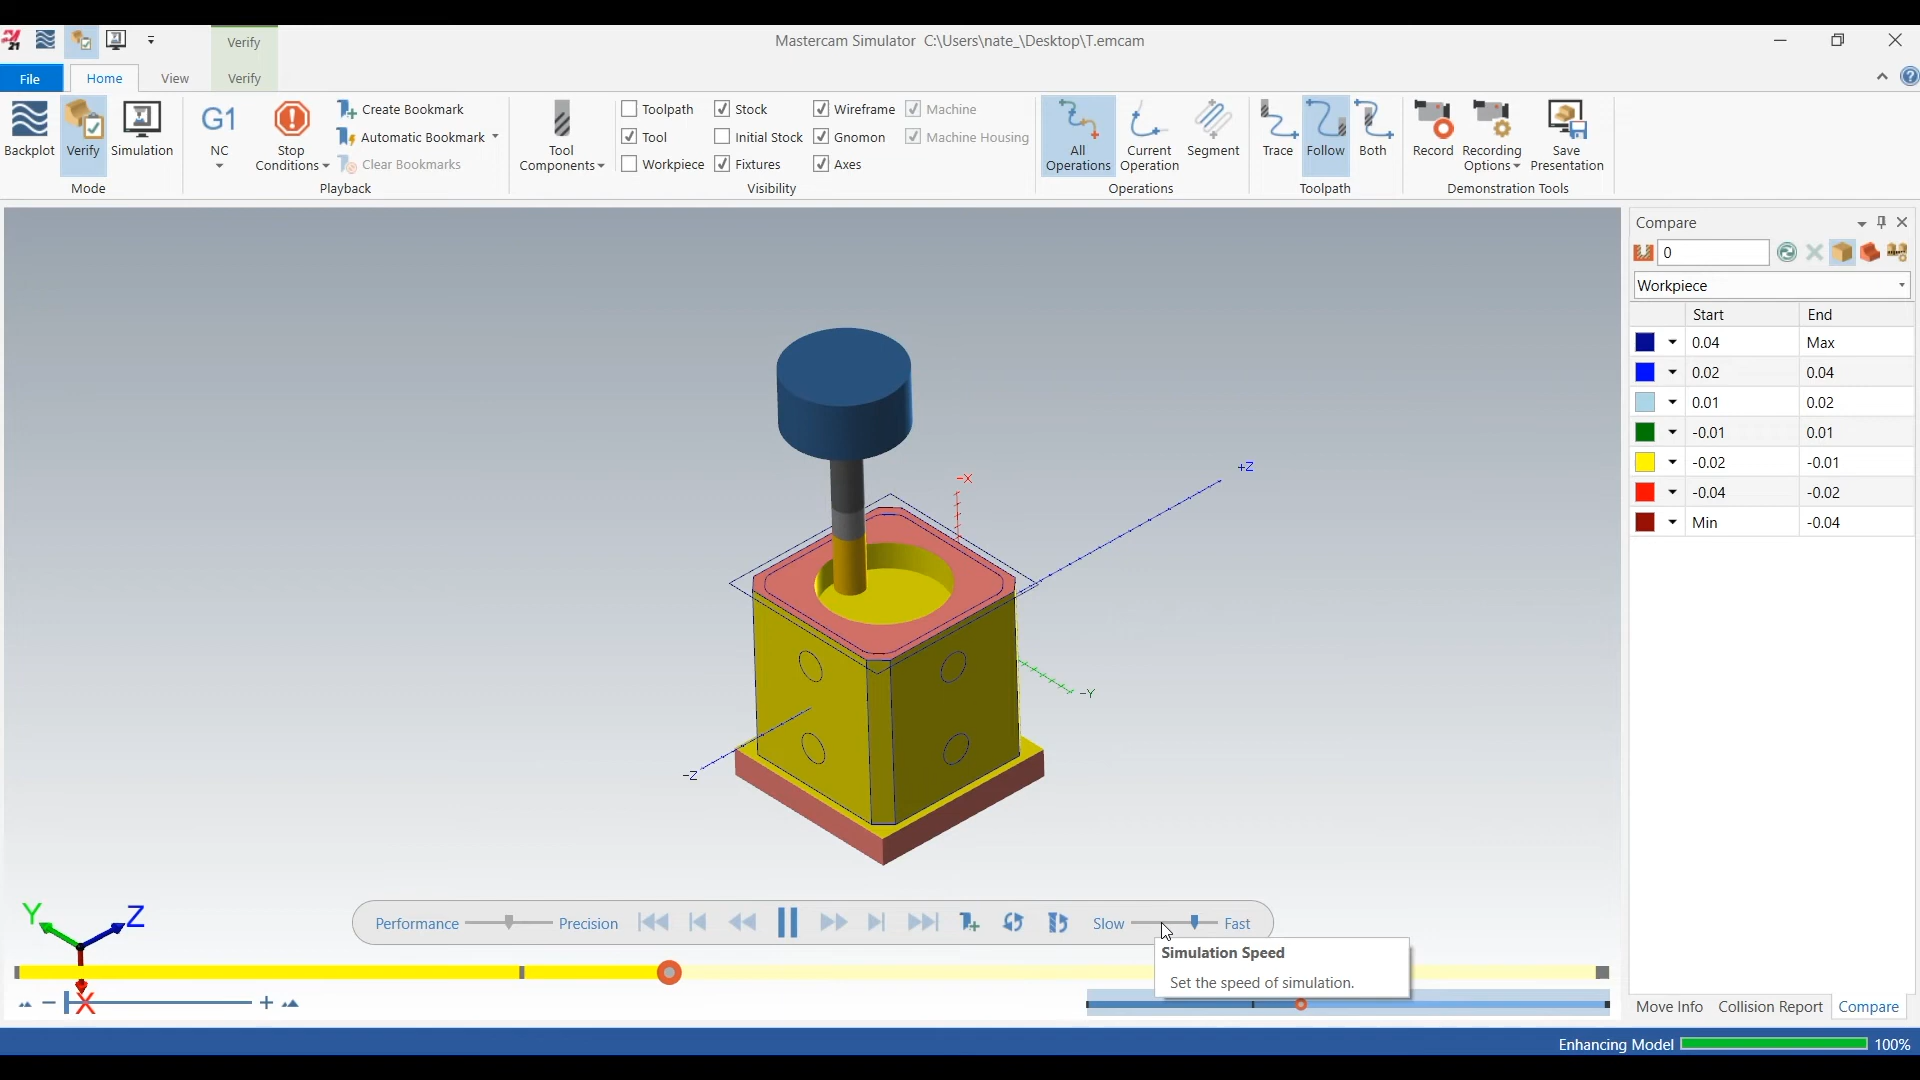 Verify
Mastercam Simulator C:\Users\nate_\Desktop\T.emcam
21
File
Home
View
Verify
Backplot
Verify
Simulation
Mode
G1
NC
Stop
Conditions
Create Bookmark
Automatic Bookmark
Clear Bookmarks
Playback
Tool
Components
Toolpath
Stock
Wireframe
Machine
Tool
Initial Stock
Gnomon
Machine Housing
Workpiece
Fixtures
Axes
Visibility
All
Operations
Current
Operation
Segment
Operations
Trace
Follow
Both
Toolpath
Record
Recording
Options
Save
Presentation
Demonstration Tools
Compare
0
Workpiece
Start End
0.04 Max
0.02 0.04
0.01 0.02
-0.01 0.01
-0.02 -0.01
-0.04 -0.02
Min -0.04
+Z
-X
-Y
-Z
Y
Z
X
Performance
Precision
Slow
Fast
Simulation Speed
Set the speed of simulation.
Move Info
Collision Report
Compare
Enhancing Model
100%